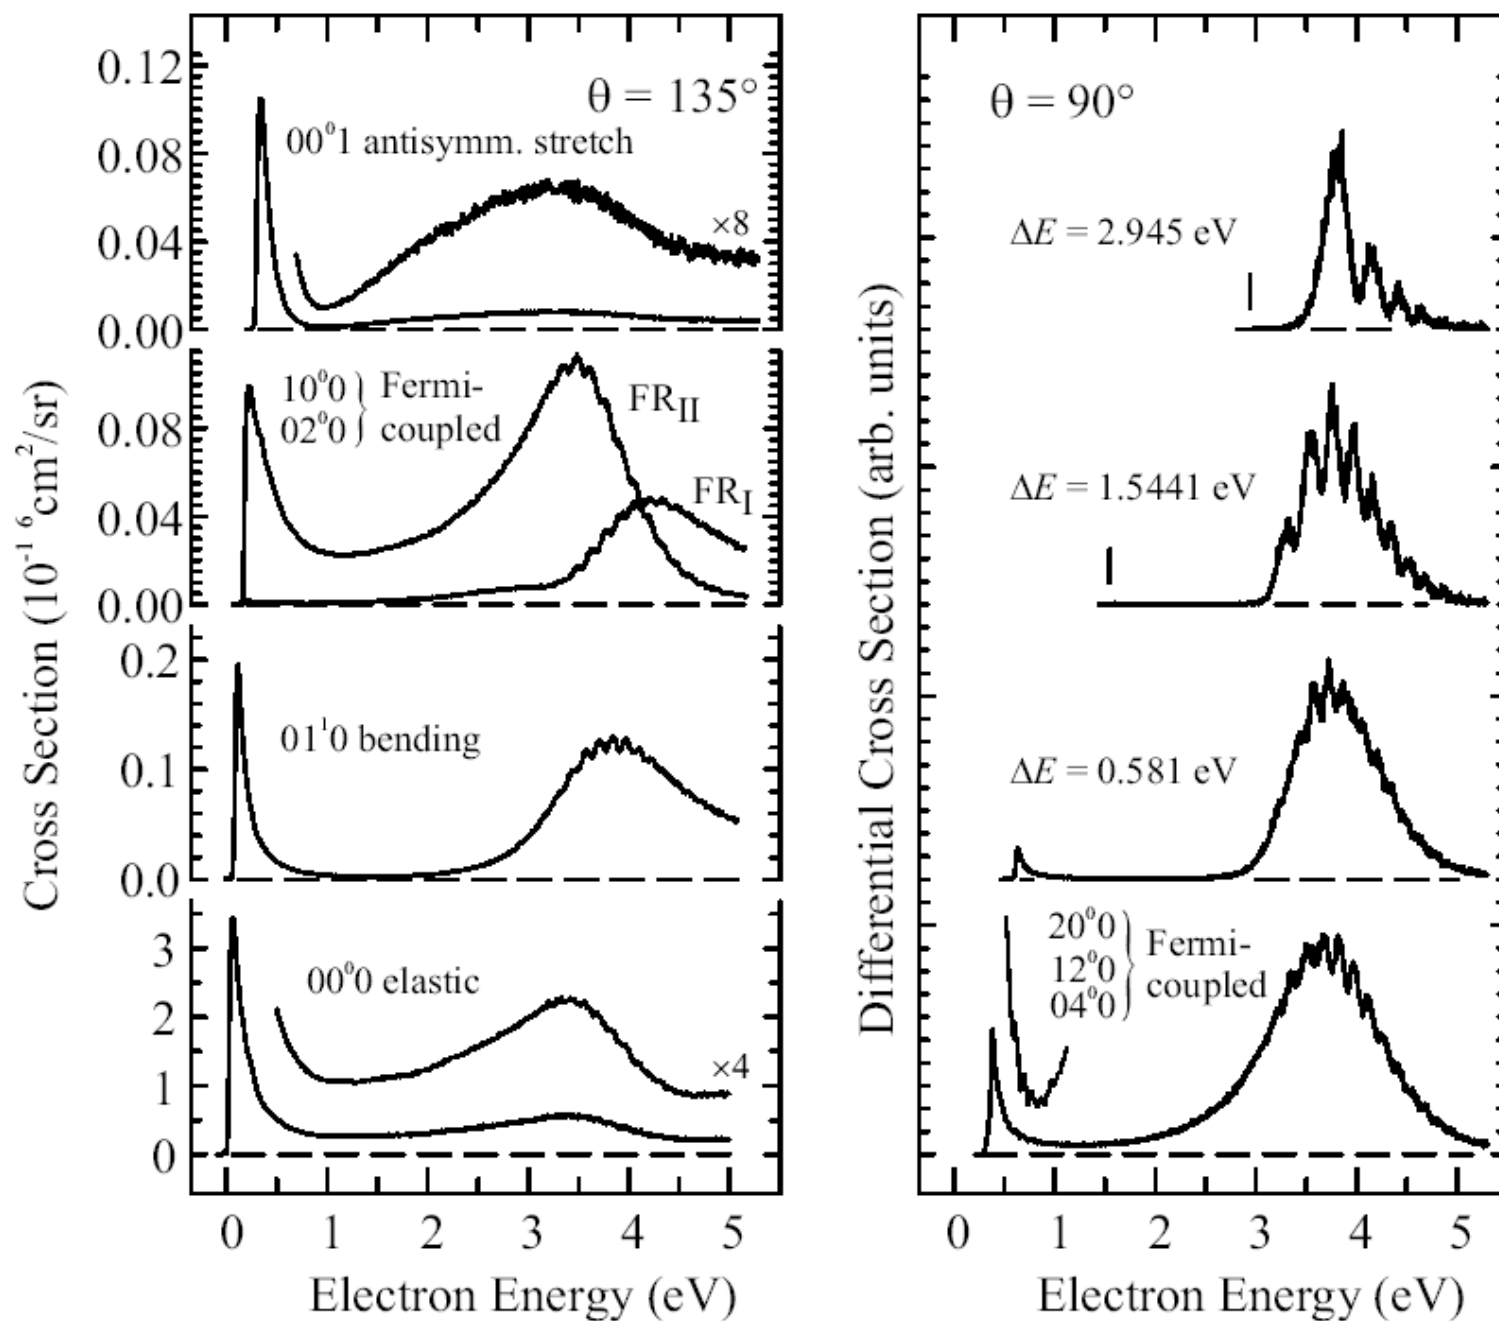 Cross Section (10⁻¹⁶cm²/sr)
0.12
0.08
0.04
0.00
θ = 135°
00⁰1 antisymm. stretch
×8
0.08
0.04
0.00
10⁰0
02⁰0
Fermi-
coupled
FR_II
FR_I
0.2
0.1
0.0
01¹0 bending
3
2
1
0
00⁰0 elastic
×4
0 1 2 3 4 5
Electron Energy (eV)
Differential Cross Section (arb. units)
θ = 90°
ΔE = 2.945 eV
ΔE = 1.5441 eV
ΔE = 0.581 eV
20⁰0
12⁰0
04⁰0
Fermi-
coupled
0 1 2 3 4 5
Electron Energy (eV)